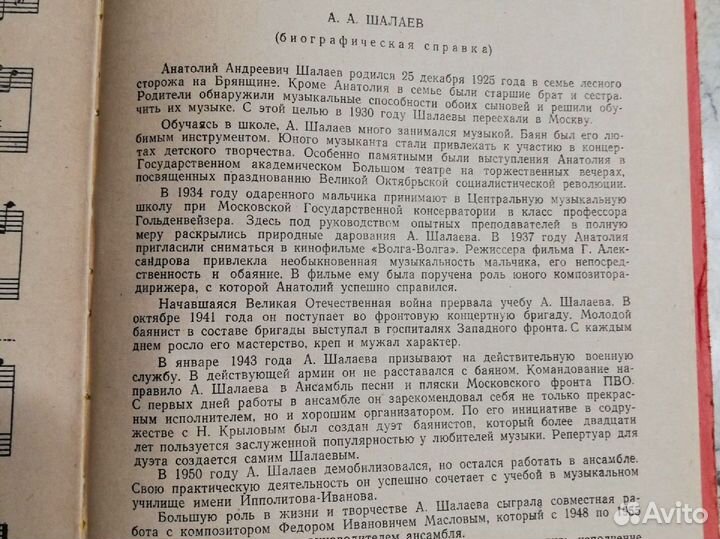 А. А. ШАЛАЕВ
(биографическая справка)
Анатолий Андреевич Шалаев родился 25 декабря 1925 года в семье лесного
сторожа на Брянщине. Кроме Анатолия в семье были старшие брат и сестра.
Родители обнаружили музыкальные способности обоих сыновей и решили обу-
чить их музыке. С этой целью в 1930 году Шалаевы переехали в Москву.
Обучаясь в школе, А. Шалаев много занимался музыкой. Баян был его лю-
бимым инструментом. Юного музыканта стали привлекать к участию в концер-
тах детского творчества. Особенно памятными были выступления Анатолия в
Государственном академическом Большом театре на торжественных вечерах,
посвященных празднованию Великой Октябрьской социалистической революции.
В 1934 году одаренного мальчика принимают в Центральную музыкальную
школу при Московской Государственной консерватории в класс профессора
Гольденвейзера. Здесь под руководством опытных преподавателей в полную
меру раскрылись природные дарования А. Шалаева. В 1937 году Анатолия
пригласили сниматься в кинофильме «Волга-Волга». Режиссера фильма Г. Алек-
сандрова привлекла необыкновенная музыкальность мальчика, его непосред-
ственность и обаяние. В фильме ему была поручена роль юного композитора-
дирижера, с которой Анатолий успешно справился.
Начавшаяся Великая Отечественная война прервала учебу А. Шалаева. В
октябре 1941 года он поступает во фронтовую концертную бригаду. Молодой
баянист в составе бригады выступал в госпиталях Западного фронта. С каждым
днем росло его мастерство, креп и мужал характер.
В январе 1943 года А. Шалаева призывают на действительную военную
службу. В действующей армии он не расставался с баяном. Командование на-
правило А. Шалаева в Ансамбль песни и пляски Московского фронта ПВО.
С первых дней работы в ансамбле он зарекомендовал себя не только прекрас-
ным исполнителем, но и хорошим организатором. По его инициативе в содру-
жестве с Н. Крыловым был создан дуэт баянистов, который более двадцати
лет пользуется заслуженной популярностью у любителей музыки. Репертуар для
дуэта создается самим Шалаевым.
В 1950 году А. Шалаев демобилизовался, но остался работать в ансамбле.
Свою практическую деятельность он успешно сочетает с учебой в музыкальном
училище имени Ипполитова-Иванова.
Большую роль в жизни и творчестве А. Шалаева сыграла совместная ра-
бота с композитором Федором Ивановичем Масловым, который с 1948 по 1955
руководителем ансамбля.
исполнение
Avito